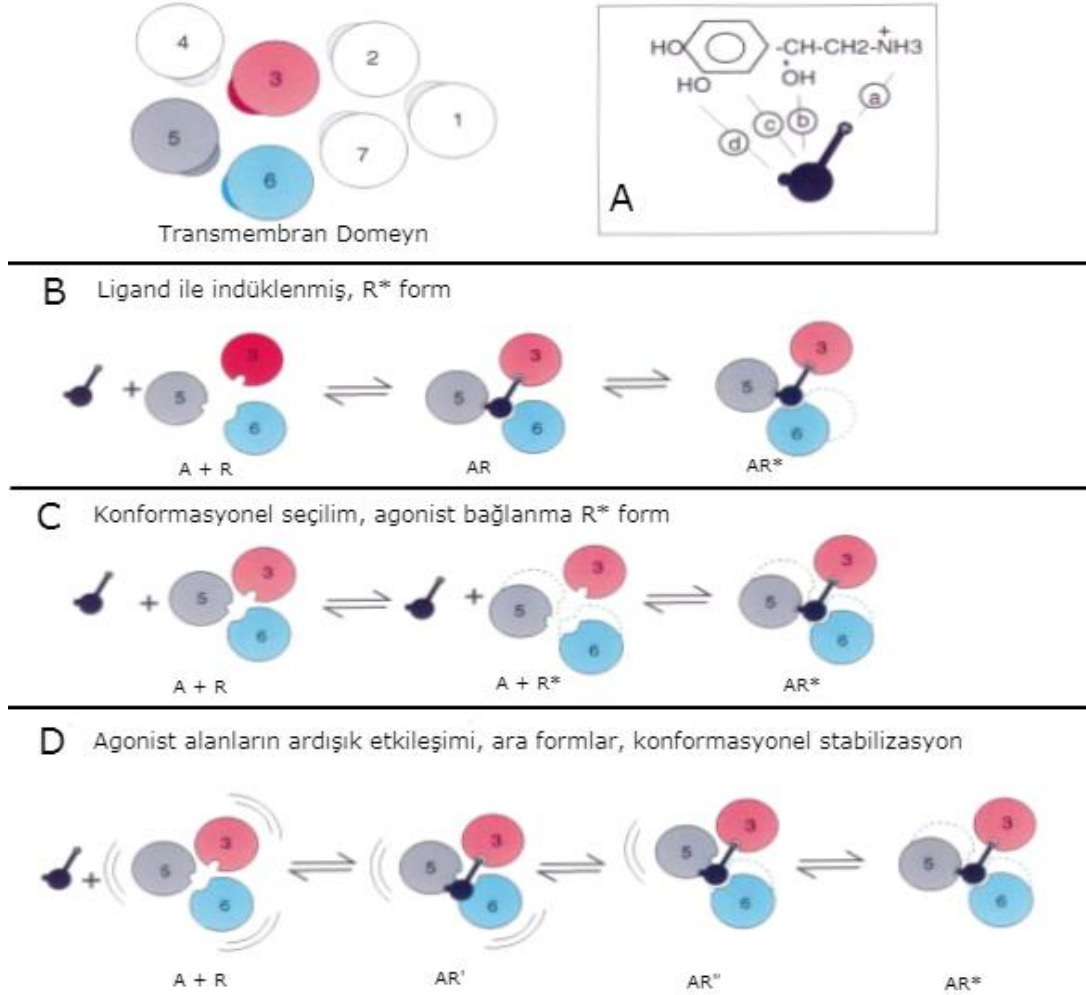 4
3
2
1
5
7
6
Transmembran Domeyn
HO
HO
-CH-CH2-NH3
+
*
OH
a
b
c
d
A
B Ligand ile indüklenmiş, R* form
+
5
3
6
5
3
6
5
3
6
A + R
AR
AR*
C Konformasyonel seçilim, agonist bağlanma R* form
+
5
3
6
+
5
3
6
5
3
6
A + R
A + R*
AR*
D Agonist alanların ardışık etkileşimi, ara formlar, konformasyonel stabilizasyon
+
5
3
6
5
3
6
5
3
6
5
3
6
A + R
AR'
AR"
AR*